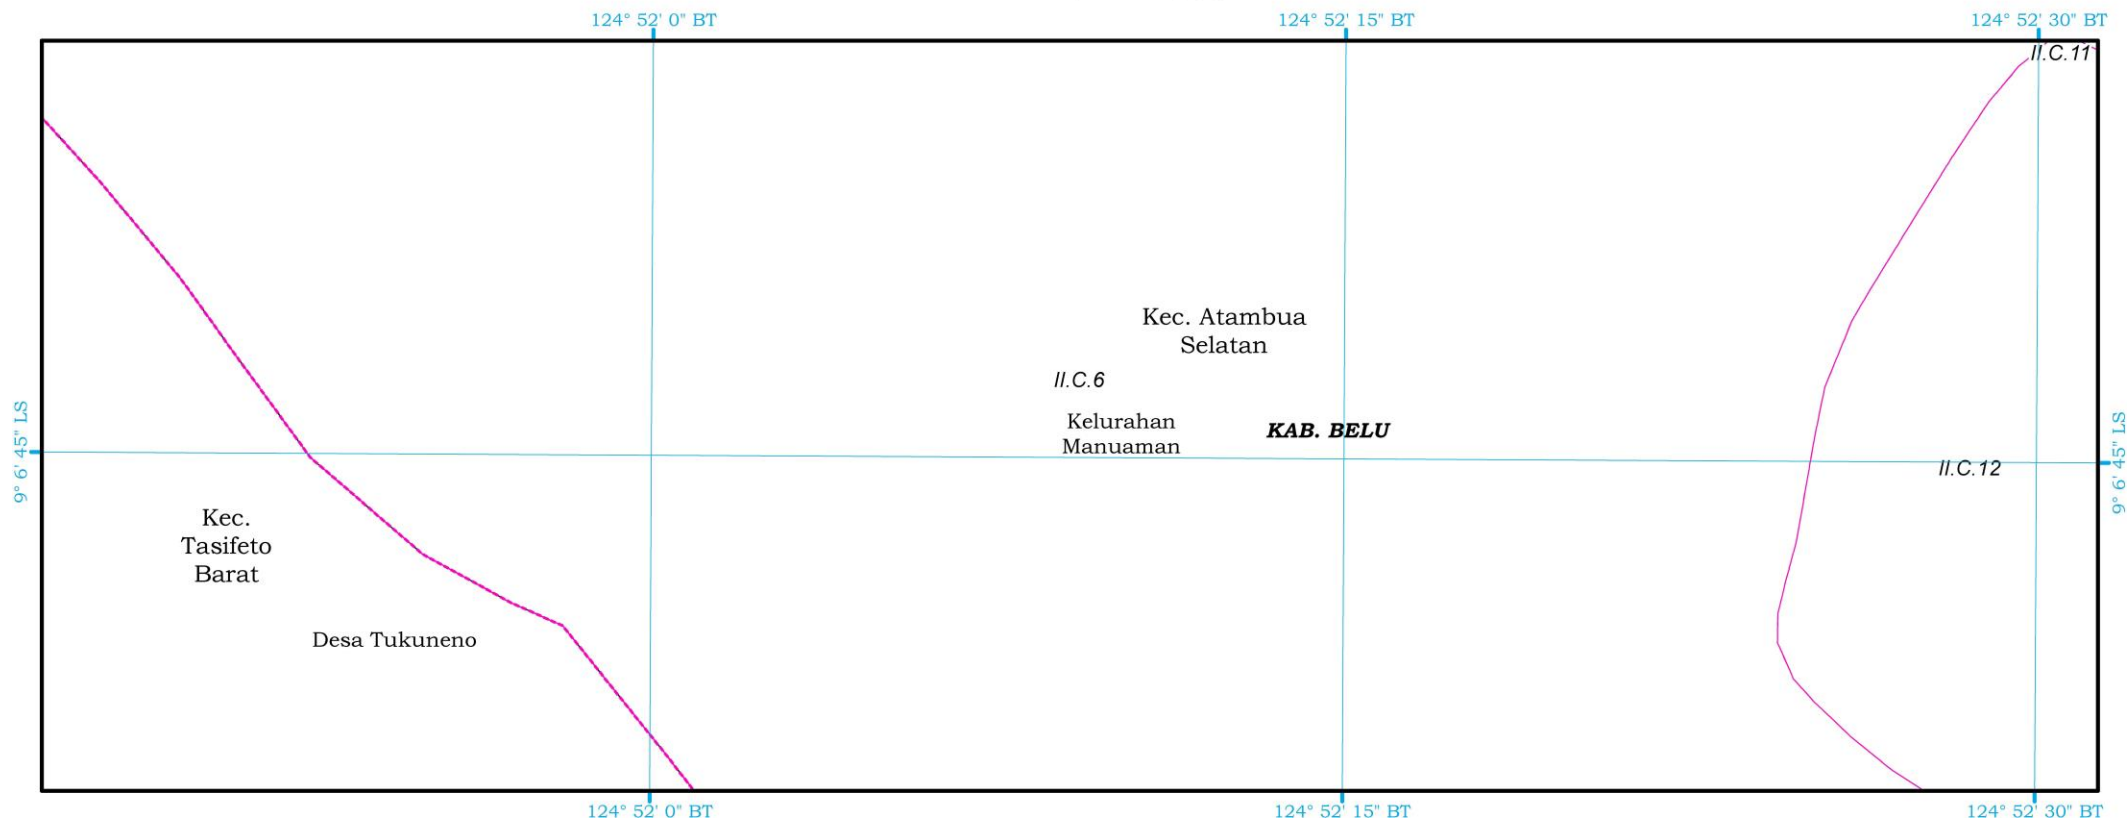 124° 52' 0" BT
124° 52' 15" BT
124° 52' 30" BT
II.C.11
Kec. Atambua
Selatan
II.C.6
Kelurahan
Manuaman
KAB. BELU
9° 6' 45" LS
9° 6' 45" LS
II.C.12
Kec.
Tasifeto
Barat
Desa Tukuneno
124° 52' 0" BT
124° 52' 15" BT
124° 52' 30" BT